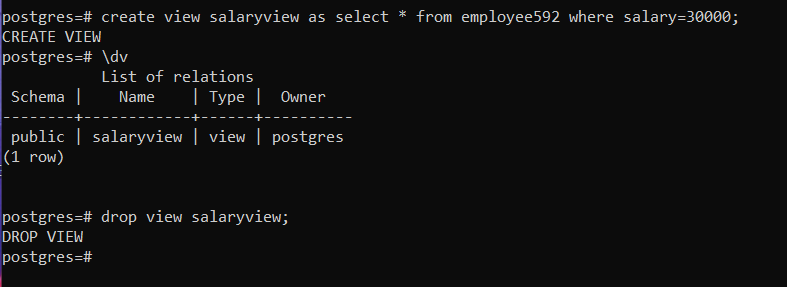 postgres=# create view salaryview as select * from employee592 where salary=30000;
CREATE VIEW
postgres=# \dv
           List of relations
 Schema |    Name    | Type |  Owner
--------+------------+------+----------
 public | salaryview | view | postgres
(1 row)
postgres=# drop view salaryview;
DROP VIEW
postgres=#